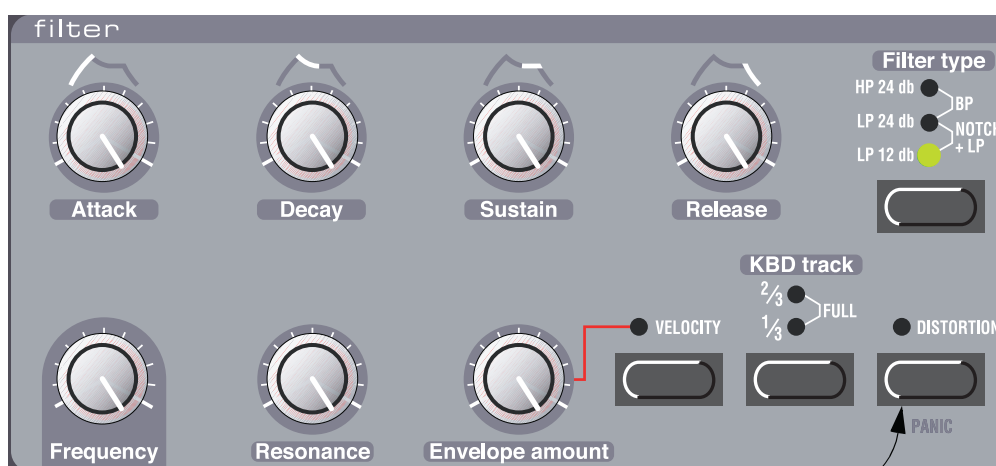 filter
Filter type
HP 24 db
BP
LP 24 db
NOTCH
+ LP
LP 12 db
Attack
Decay
Sustain
Release
KBD track
2/3
FULL
1/3
VELOCITY
DISTORTION
PANIC
Frequency
Resonance
Envelope amount